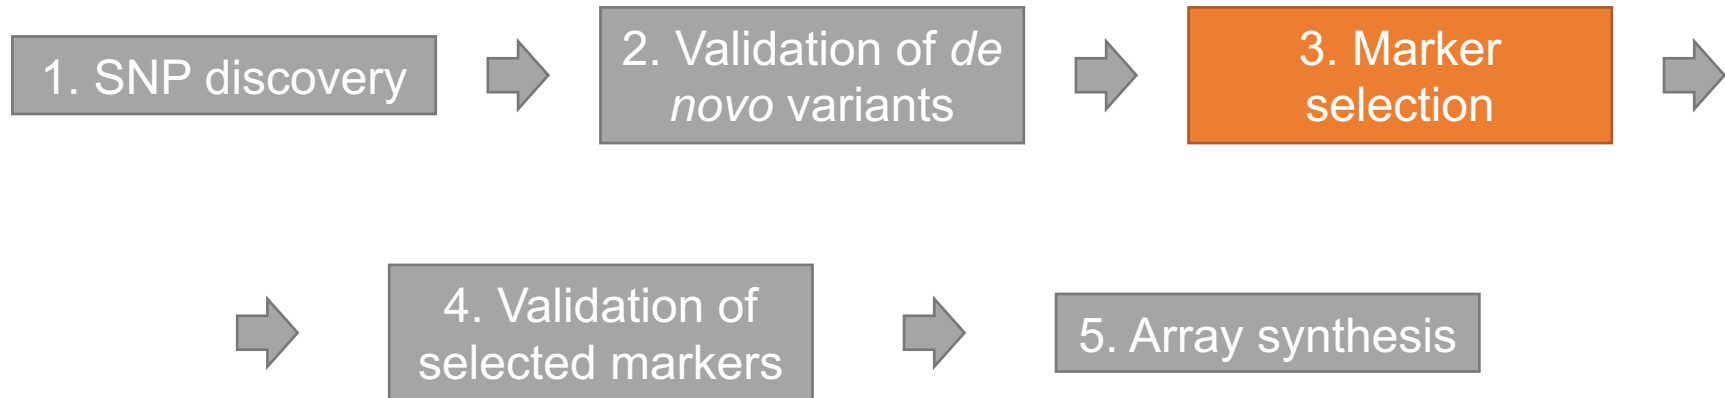 1. SNP discovery
2. Validation of de
novo variants
3. Marker
selection
4. Validation of
selected markers
5. Array synthesis